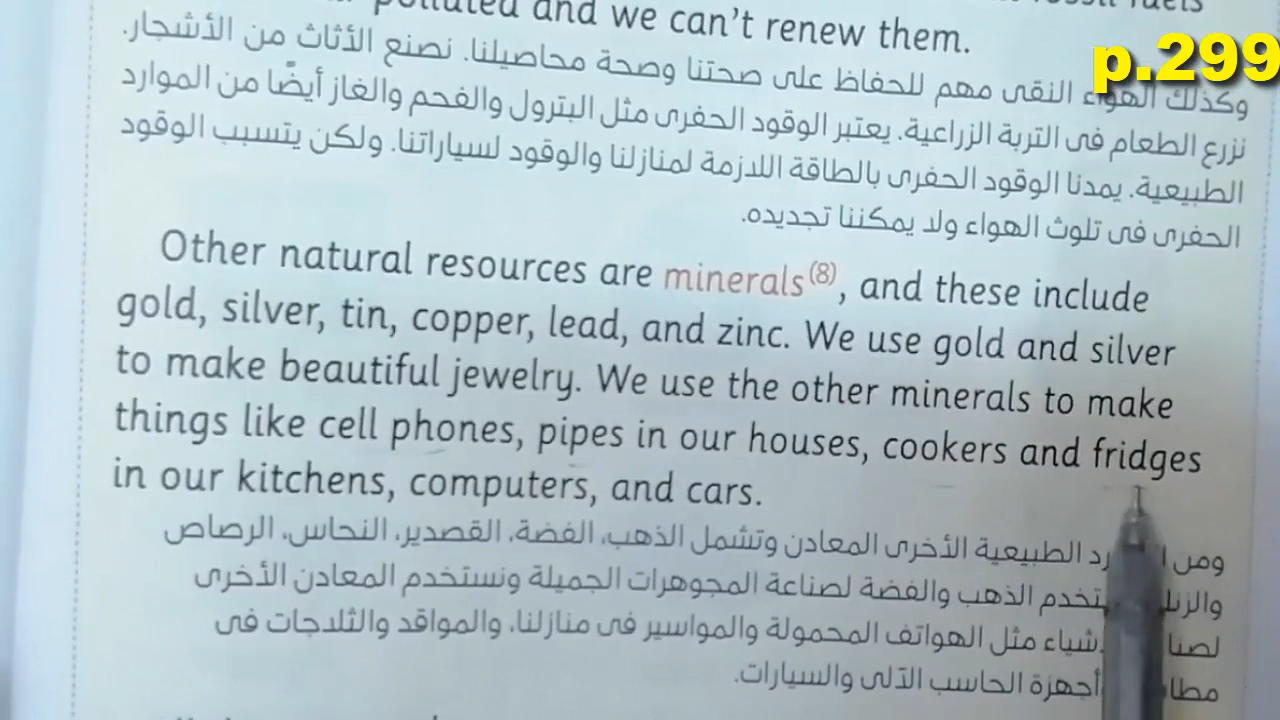 polluted and we can't renew them.
p.299
وكذلك الهواء النقى مهم للحفاظ على صحتنا وصحة محاصيلنا. نصنع الأثاث من الأشجار.
نزرع الطعام فى التربة الزراعية. يعتبر الوقود الحفرى مثل البترول والفحم والغاز أيضًا من الموارد
الطبيعية. يمدنا الوقود الحفرى بالطاقة اللازمة لمنازلنا والوقود لسياراتنا. ولكن يتسبب الوقود
الحفرى فى تلوث الهواء ولا يمكننا تجديده.
Other natural resources are minerals(8), and these include
gold, silver, tin, copper, lead, and zinc. We use gold and silver
to make beautiful jewelry. We use the other minerals to make
things like cell phones, pipes in our houses, cookers and fridges
in our kitchens, computers, and cars.
ومن الطبيعية الأخرى المعادن وتشمل الذهب، الفضة، القصدير، النحاس، الرصاص
الذهب والفضة لصناعة المجوهرات الجميلة ونستخدم المعادن الأخرى
مثل الهواتف المحمولة والمواسير فى منازلنا، والمواقد والثلاجات فى
أجهزة الحاسب الآلى والسيارات.